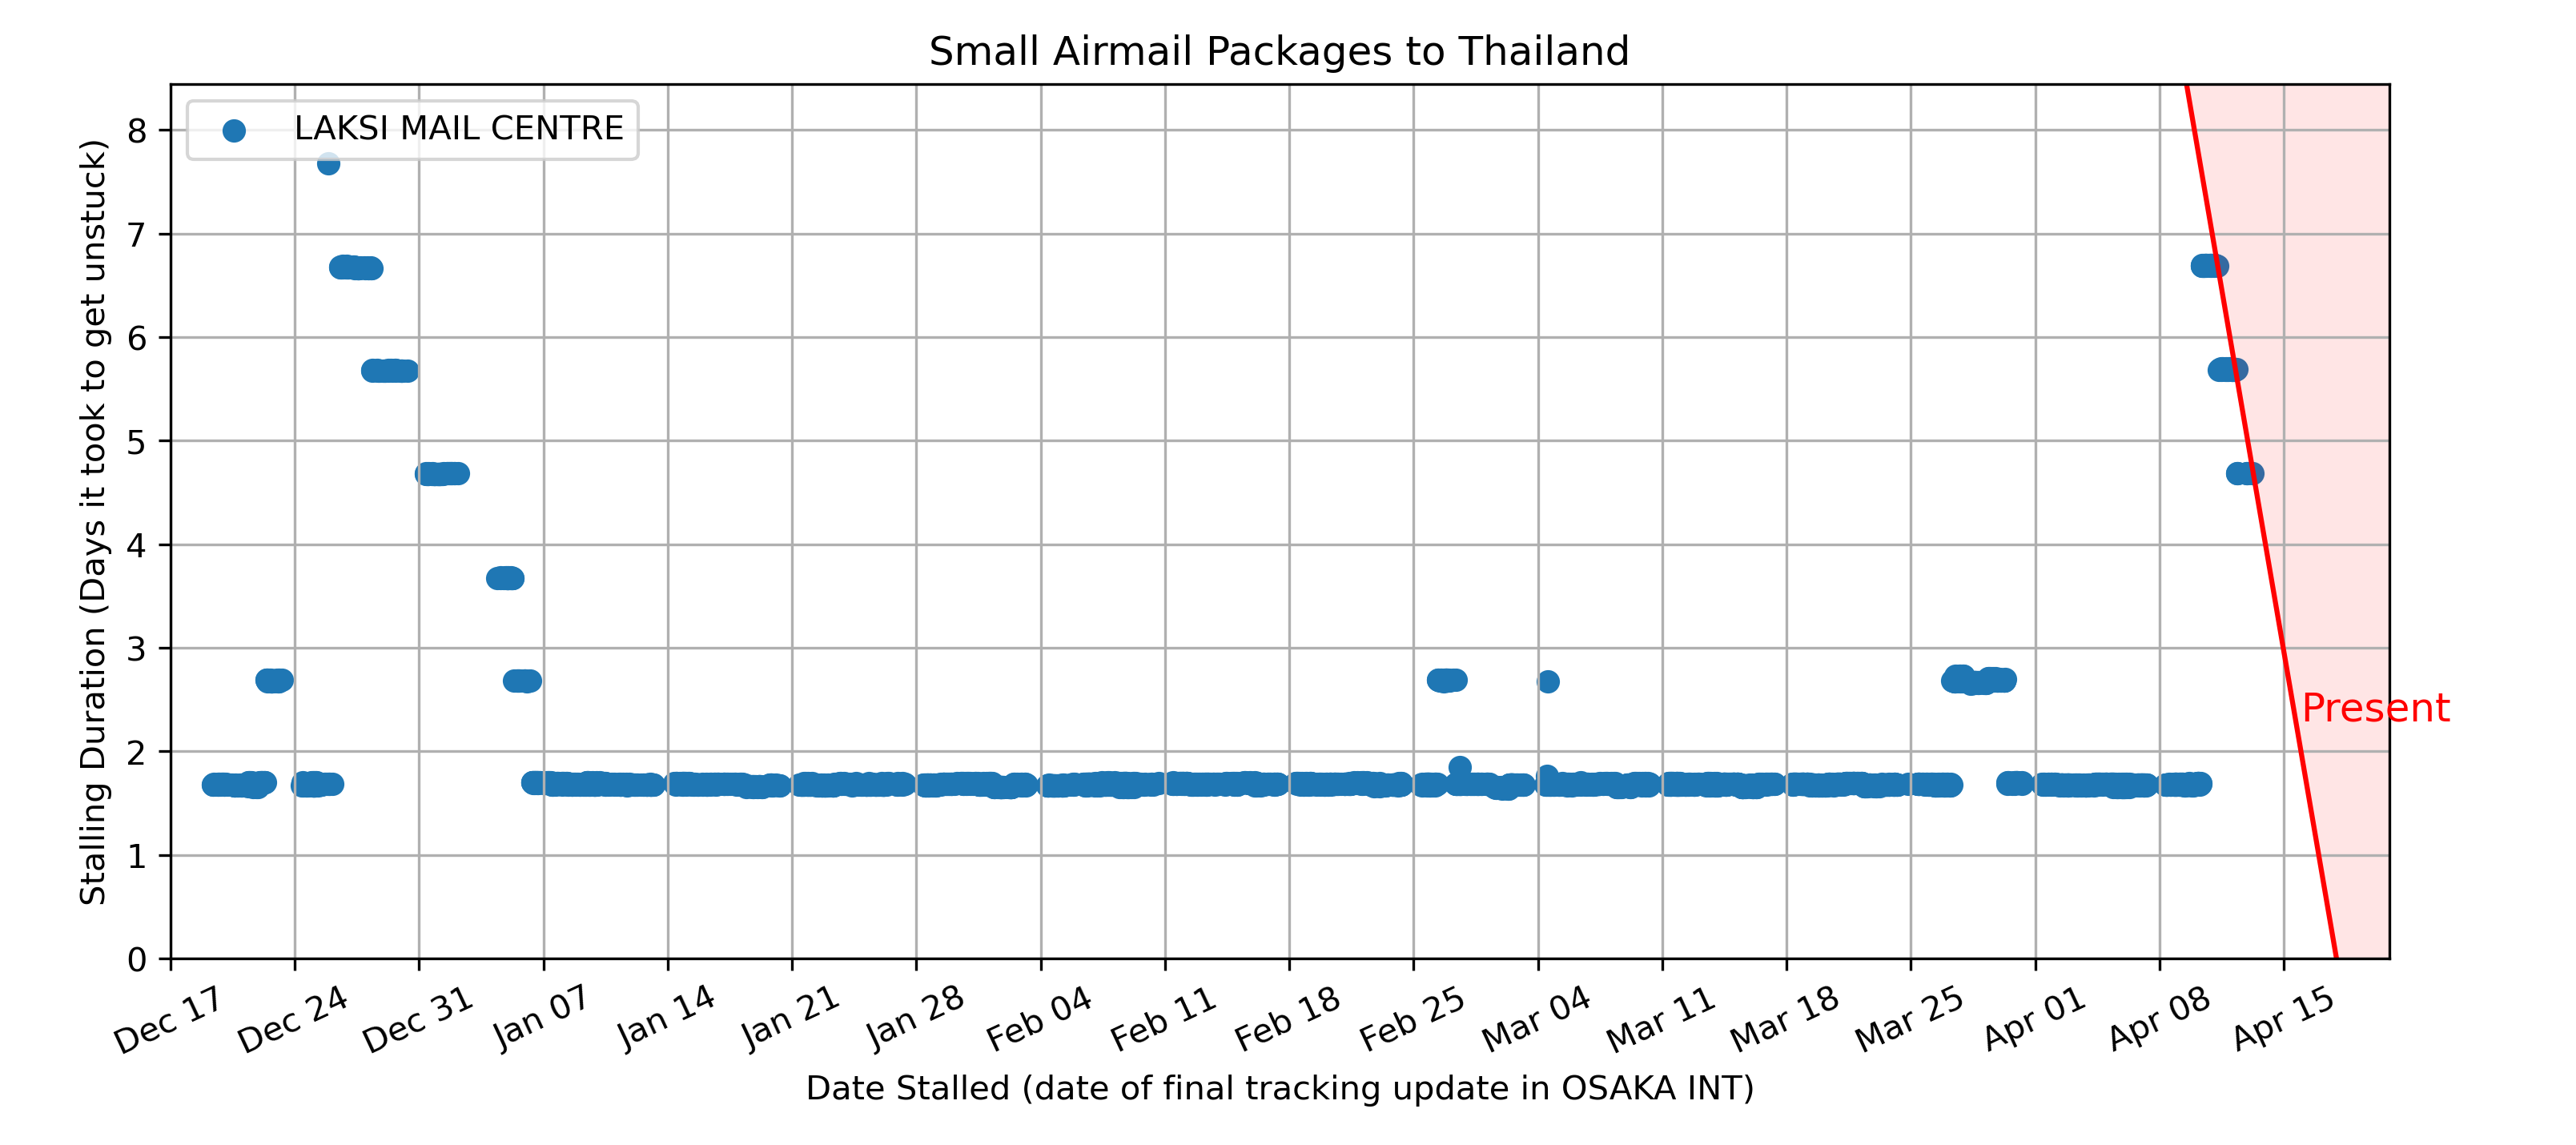 Small Airmail Packages to Thailand
LAKSI MAIL CENTRE
Stalling Duration (Days it took to get unstuck)
8
7
6
5
4
3
2
1
0
Present
Dec 17
Dec 24
Dec 31
Jan 07
Jan 14
Jan 21
Jan 28
Feb 04
Feb 11
Feb 18
Feb 25
Mar 04
Mar 11
Mar 18
Mar 25
Apr 01
Apr 08
Apr 15
Date Stalled (date of final tracking update in OSAKA INT)